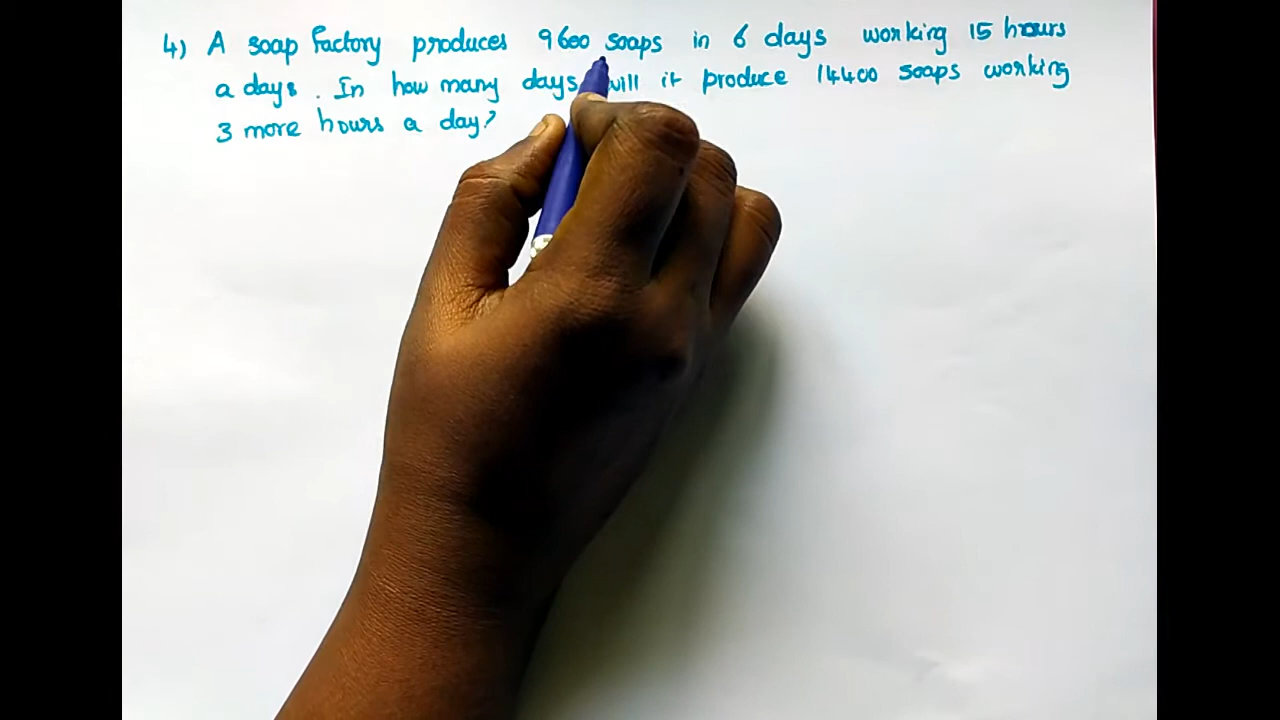 4) A soap factory produces 9600 soaps in 6 days working 15 hours
a days. In how many days will it produce 14400 soaps working
3 more hours a day?